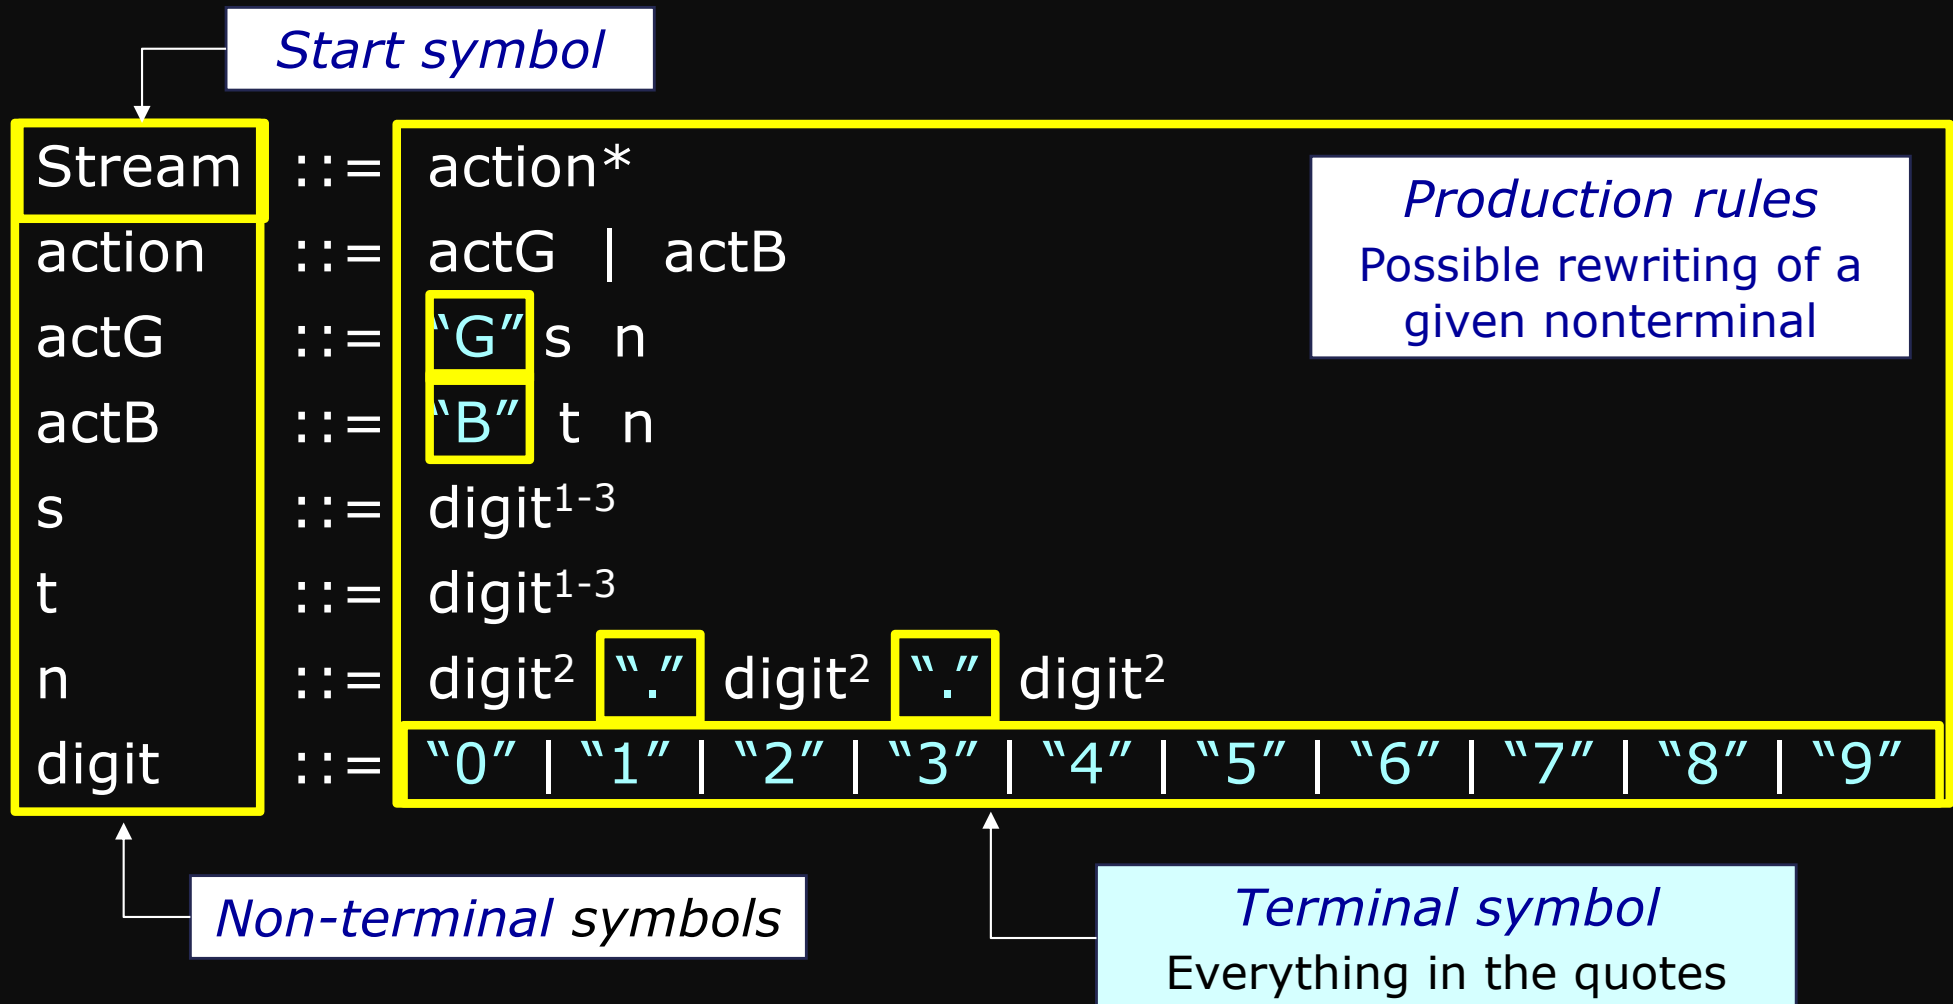 Start symbol
Stream ::= action*
Production rules
action ::= actG | actB
Possible rewriting of a
given nonterminal
actG ::= “G” s n
actB ::= “B” t n
s ::= digit¹⁻³
t ::= digit¹⁻³
n ::= digit² “.” digit² “.” digit²
digit ::= “0” | “1” | “2” | “3” | “4” | “5” | “6” | “7” | “8” | “9”
Non-terminal symbols
Terminal symbol
Everything in the quotes